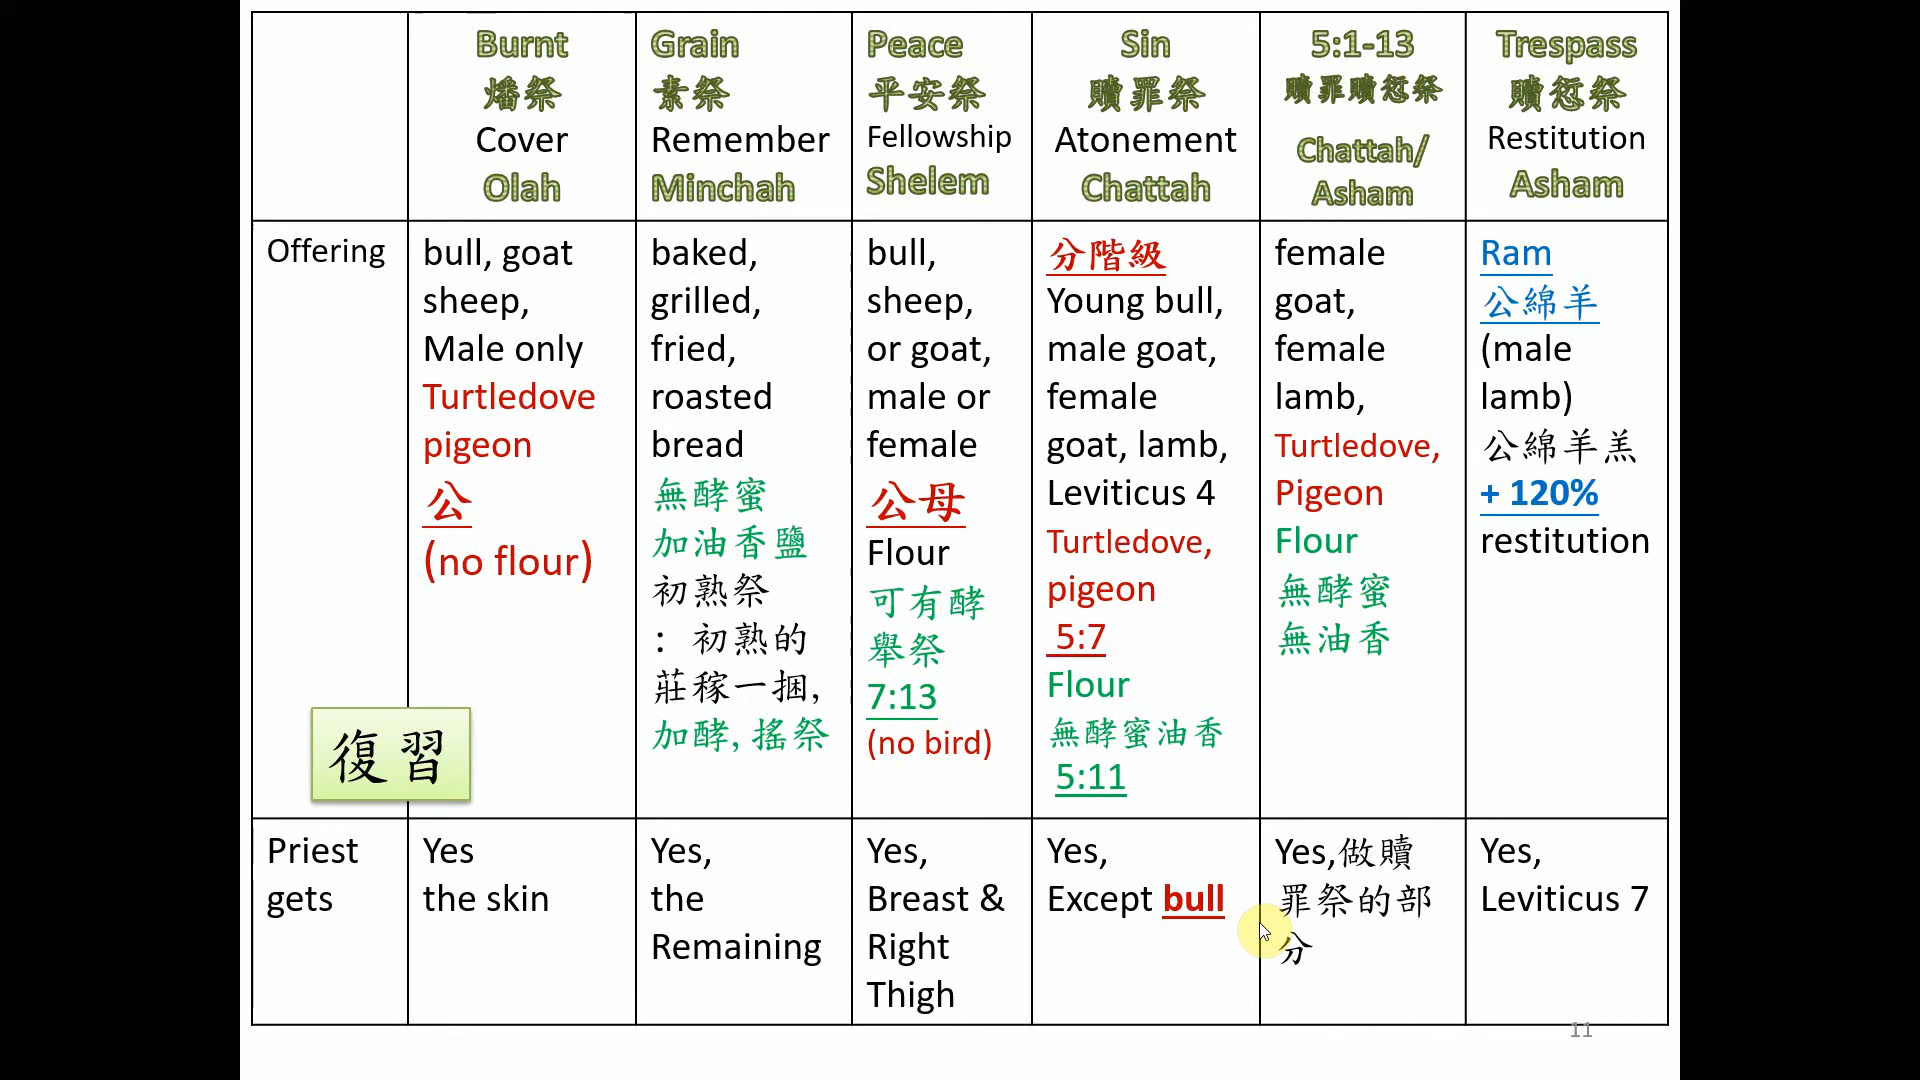 Burnt
燔祭
Cover
Olah
Grain
素祭
Remember
Minchah
Peace
平安祭
Fellowship
Shelem
Sin
贖罪祭
Atonement
Chattah
5:1-13
贖罪贖愆祭
Chattah/
Asham
Trespass
贖愆祭
Restitution
Asham
Offering
bull, goat
sheep,
Male only
Turtledove
pigeon
公
(no flour)
baked,
grilled,
fried,
roasted
bread
無酵蜜
加油香鹽
初熟祭
：初熟的
莊稼一捆,
加酵, 搖祭
bull,
sheep,
or goat,
male or
female
公母
Flour
可有酵
舉祭
7:13
(no bird)
分階級
Young bull,
male goat,
female
goat, lamb,
Leviticus 4
Turtledove,
pigeon
5:7
Flour
無酵蜜油香
5:11
female
goat,
female
lamb,
Turtledove,
Pigeon
Flour
無酵蜜
無油香
Ram
公綿羊
(male
lamb)
公綿羊羔
+ 120%
restitution
復習
Priest
gets
Yes
the skin
Yes,
the
Remaining
Yes,
Breast &
Right
Thigh
Yes,
Except bull
Yes,做贖
罪祭的部
分
Yes,
Leviticus 7
11